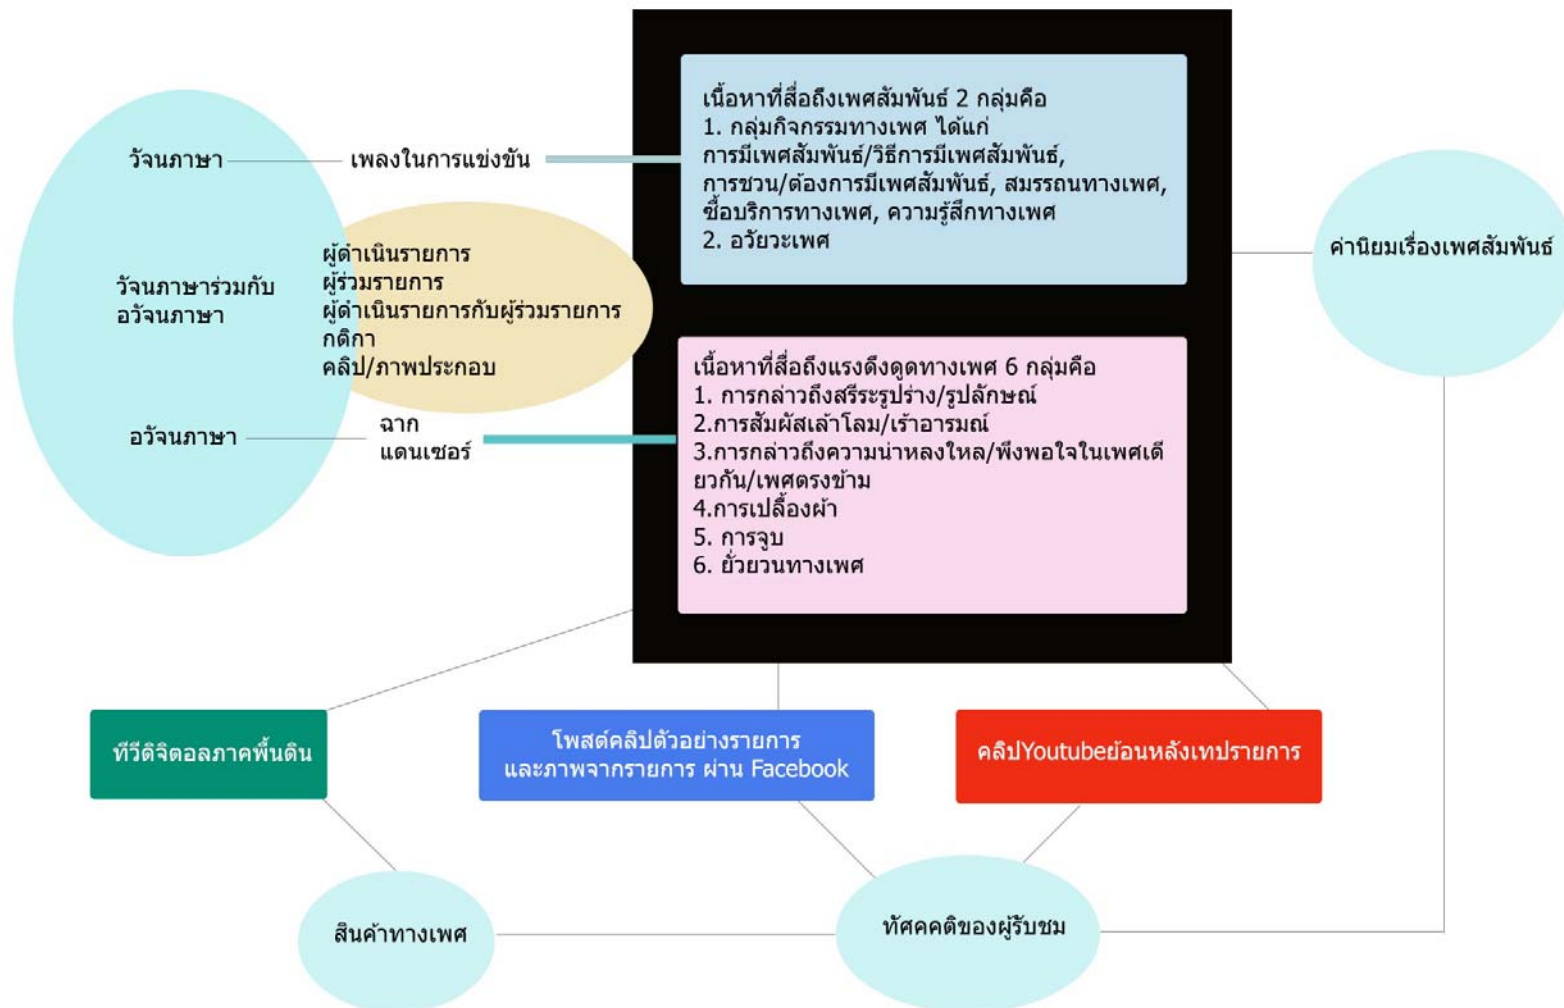 วัจนภาษา
เพลงในการแข่งขัน
วัจนภาษาร่วมกับ
อวัจนภาษา
ผู้ดำเนินรายการ
ผู้ร่วมรายการ
ผู้ดำเนินรายการกับผู้ร่วมรายการ
กติกา
คลิป/ภาพประกอบ
อวัจนภาษา
ฉาก
แดนเซอร์
เนื้อหาที่สื่อถึงเพศสัมพันธ์ 2 กลุ่มคือ
1. กลุ่มกิจกรรมทางเพศ ได้แก่
การมีเพศสัมพันธ์/วิธีการมีเพศสัมพันธ์,
การชวน/ต้องการมีเพศสัมพันธ์, สมรรถนทางเพศ,
ซื้อบริการทางเพศ, ความรู้สึกทางเพศ
2. อวัยวะเพศ
เนื้อหาที่สื่อถึงแรงดึงดูดทางเพศ 6 กลุ่มคือ
1. การกล่าวถึงสรีระรูปร่าง/รูปลักษณ์
2.การสัมผัสเล้าโลม/เร้าอารมณ์
3.การกล่าวถึงความน่าหลงใหล/พึงพอใจในเพศเดี
ยวกัน/เพศตรงข้าม
4.การเปลื้องผ้า
5. การจูบ
6. ยั่วยวนทางเพศ
ค่านิยมเรื่องเพศสัมพันธ์
ทีวีดิจิตอลภาคพื้นดิน
โพสต์คลิปตัวอย่างรายการ
และภาพจากรายการ ผ่าน Facebook
คลิปYoutubeย้อนหลังเทปรายการ
สินค้าทางเพศ
ทัศคคติของผู้รับชม